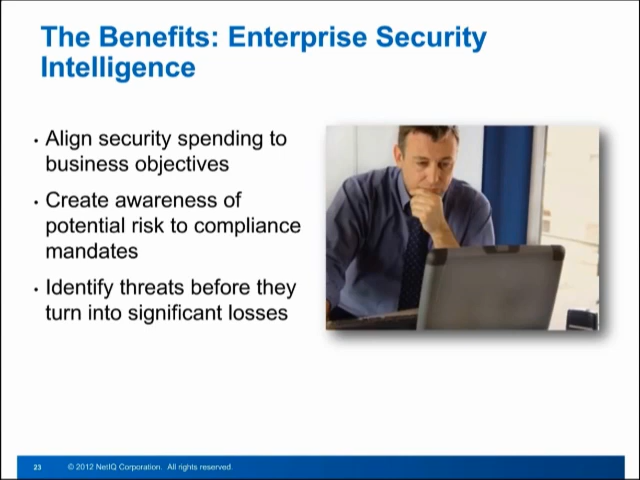 The Benefits: Enterprise Security
Intelligence
• Align security spending to
business objectives
• Create awareness of
potential risk to compliance
mandates
• Identify threats before they
turn into significant losses
23 © 2012 NetIQ Corporation. All rights reserved.